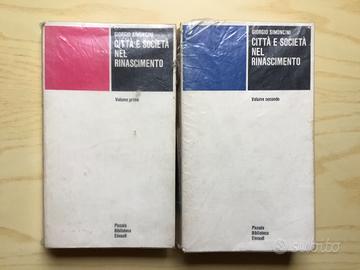 GIORGIO SIMONCINI
CITTÀ E SOCIETÀ
NEL
RINASCIMENTO
Volume primo
Piccola
Biblioteca
Einaudi
GIORGIO SIMONCINI
CITTÀ E SOCIETÀ
NEL
RINASCIMENTO
Volume secondo
Piccola
Biblioteca
Einaudi
subito